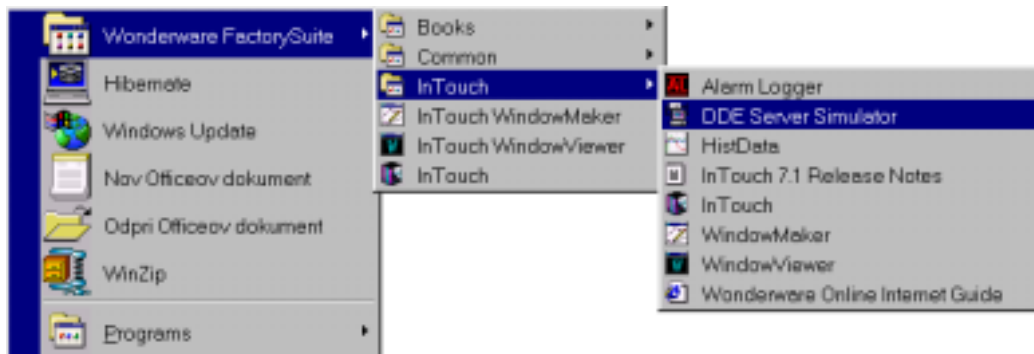 Wonderware FactorySuite
Hibernate
Windows Update
Nov Officeov dokument
Odpri Officeov dokument
WinZip
Programs
Books
Common
InTouch
InTouch WindowMaker
InTouch WindowViewer
InTouch
Alarm Logger
DDE Server Simulator
HistData
InTouch 7.1 Release Notes
InTouch
WindowMaker
WindowViewer
Wonderware Online Internet Guide